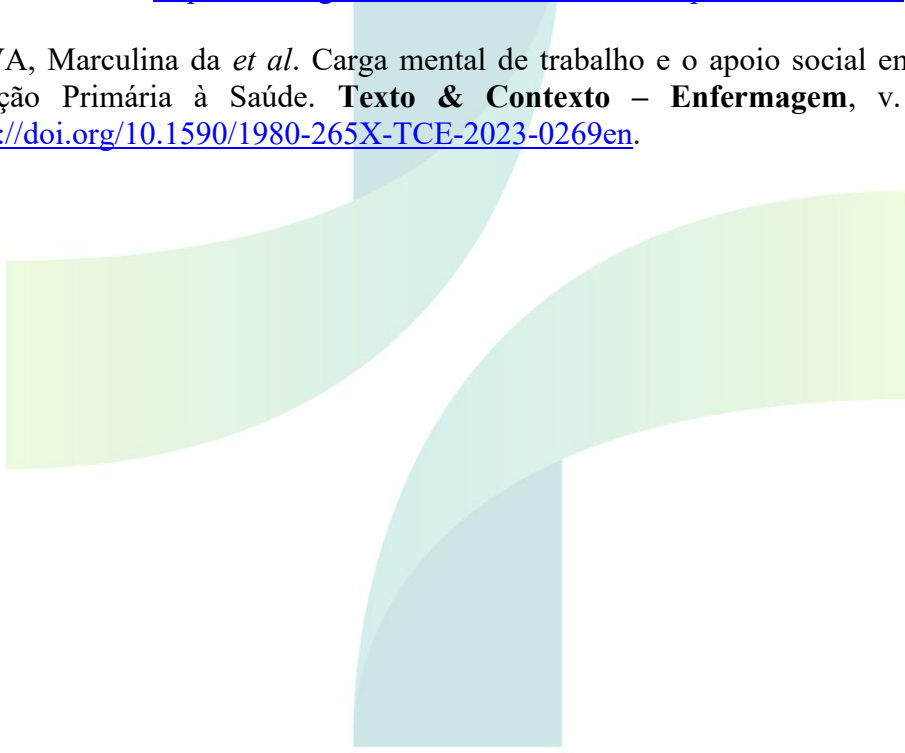 VA, Marculina da et al. Carga mental de trabalho e o apoio social
ção Primária à Saúde. Texto & Contexto – Enfermagem, v.
://doi.org/10.1590/1980-265X-TCE-2023-0269en.